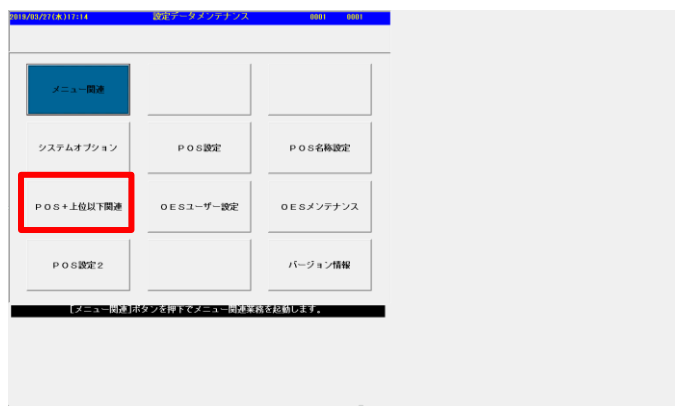 2019/03/27(水)17:14 設定データメンテナンス 0001 0001
メニュー関連
システムオプション POS設定 POS名称設定
POS+上位以下関連 OESユーザー設定 OESメンテナンス
POS設定2 バージョン情報
[メニュー関連]ボタンを押下でメニュー関連業務を起動します。